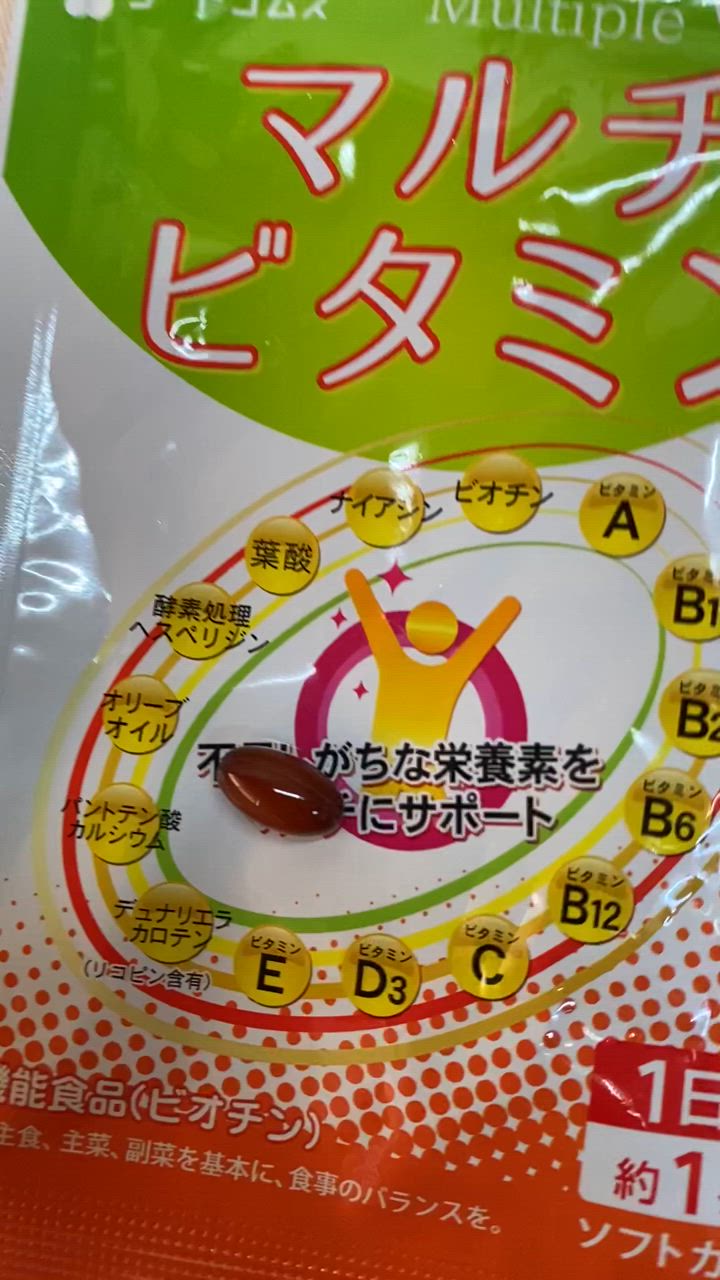 Multiple
マルチ
ビタミン
ナイアシン
ビオチン
ビタミン
A
葉酸
ビタミン
B1
酵素処理
ヘスペリジン
ビタミン
B2
オリーブ
オイル
不足しがちな栄養素を
にサポート
ビタミン
B6
パントテン酸
カルシウム
ビタミン
B12
デュナリエラ
カロテン
(リコピン含有)
ビタミン
E
ビタミン
D3
ビタミン
C
機能食品(ビオチン)
主食、主菜、副菜を基本に、食事のバランスを。
1日
約1
ソフトカ